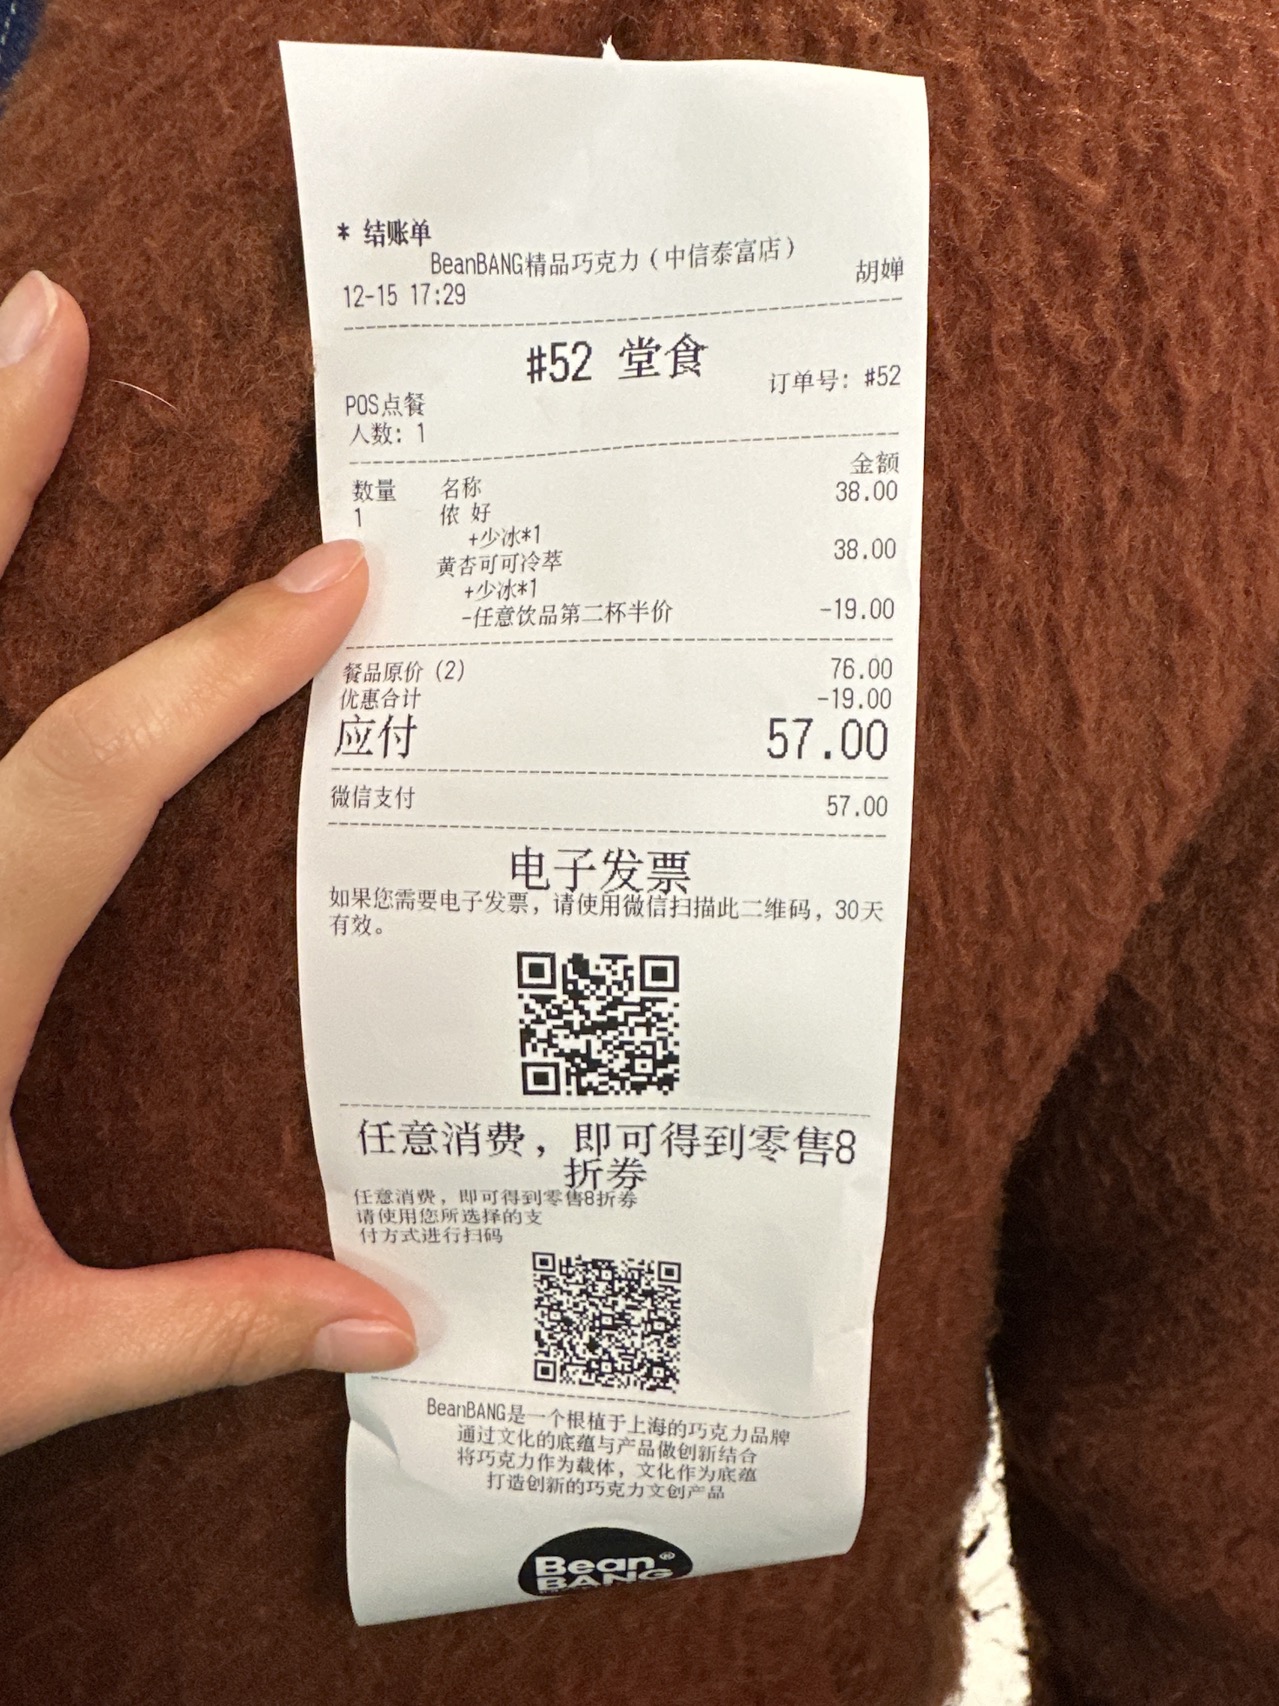 * 结账单
BeanBANG精品巧克力（中信泰富店）
12-15 17:29 胡婵
#52 堂食
订单号: #52
POS点餐
人数: 1
数量 名称 金额
1 侬 好 38.00
+少冰*1
黄杏可可冷萃 38.00
+少冰*1
-任意饮品第二杯半价 -19.00
餐品原价 (2) 76.00
优惠合计 -19.00
应付 57.00
微信支付 57.00
电子发票
如果您需要电子发票，请使用微信扫描此二维码，30天
有效。
任意消费，即可得到零售8
折券
任意消费，即可得到零售8折券
请使用您所选择的支
付方式进行扫码
BeanBANG是一个根植于上海的巧克力品牌
通过文化的底蕴与产品做创新结合
将巧克力作为载体，文化作为底蕴
打造创新的巧克力文创产品
Bean®
BANG